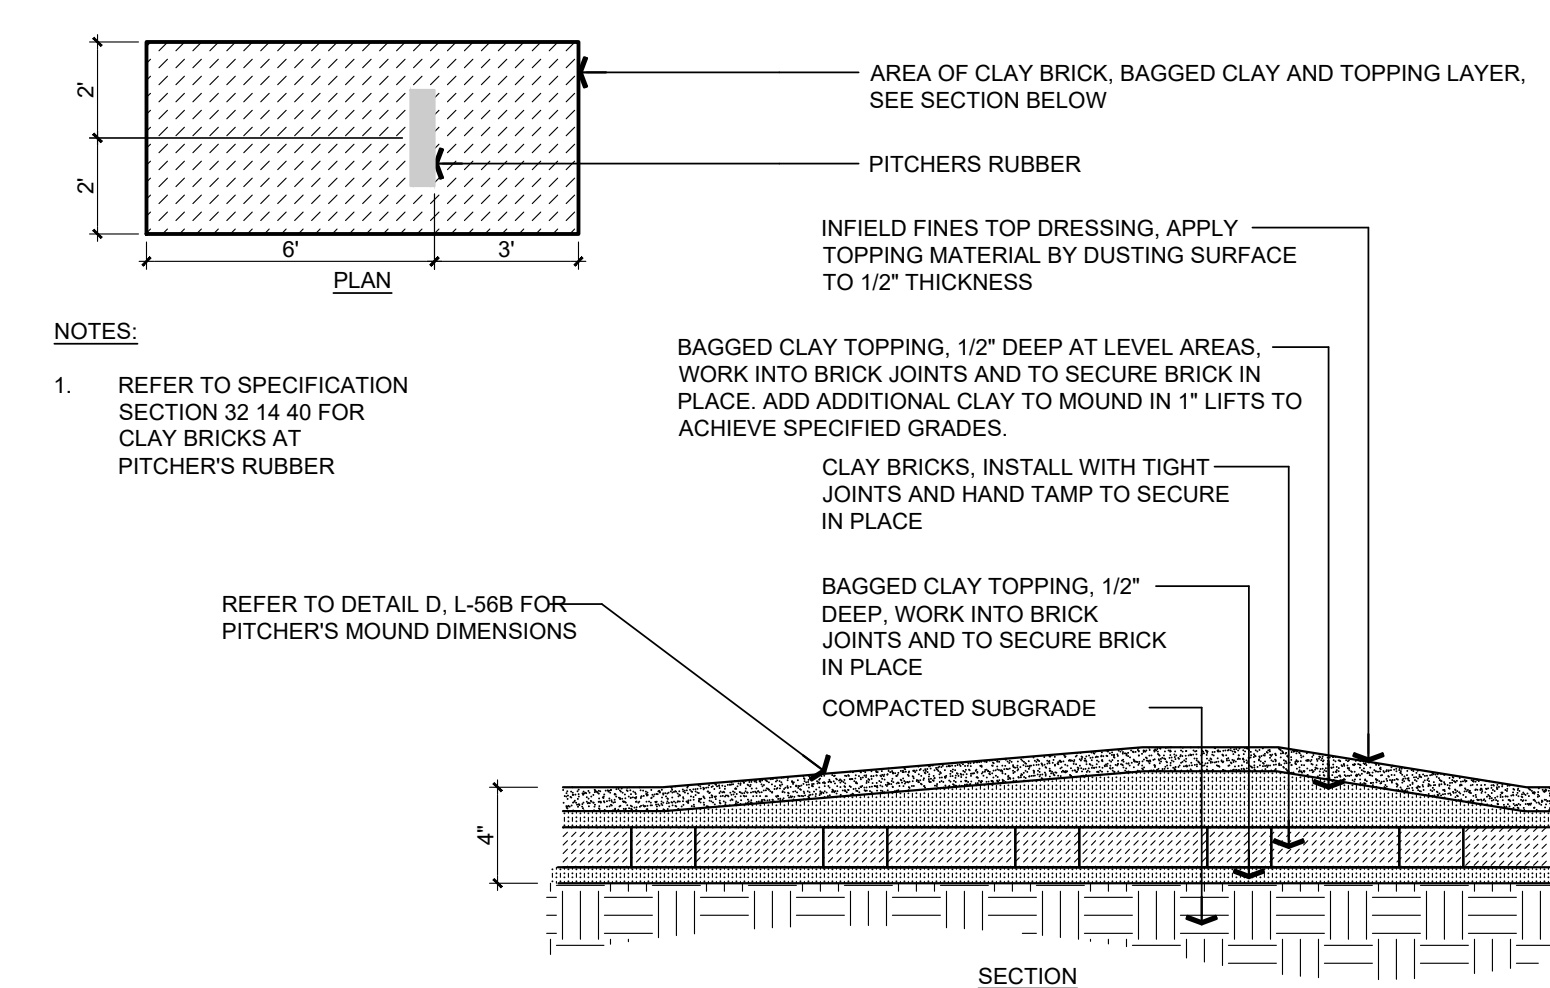 2'
2'
6'
3'
PLAN
AREA OF CLAY BRICK, BAGGED CLAY AND TOPPING LAYER,
SEE SECTION BELOW
PITCHERS RUBBER
INFIELD FINES TOP DRESSING, APPLY
TOPPING MATERIAL BY DUSTING SURFACE
TO 1/2" THICKNESS
NOTES:
1. REFER TO SPECIFICATION
SECTION 32 14 40 FOR
CLAY BRICKS AT
PITCHER'S RUBBER
BAGGED CLAY TOPPING, 1/2" DEEP AT LEVEL AREAS,
WORK INTO BRICK JOINTS AND TO SECURE BRICK IN
PLACE. ADD ADDITIONAL CLAY TO MOUND IN 1" LIFTS TO
ACHIEVE SPECIFIED GRADES.
CLAY BRICKS, INSTALL WITH TIGHT
JOINTS AND HAND TAMP TO SECURE
IN PLACE
BAGGED CLAY TOPPING, 1/2"
DEEP, WORK INTO BRICK
JOINTS AND TO SECURE BRICK
IN PLACE
REFER TO DETAIL D, L-56B FOR
PITCHER'S MOUND DIMENSIONS
COMPACTED SUBGRADE
4"
SECTION